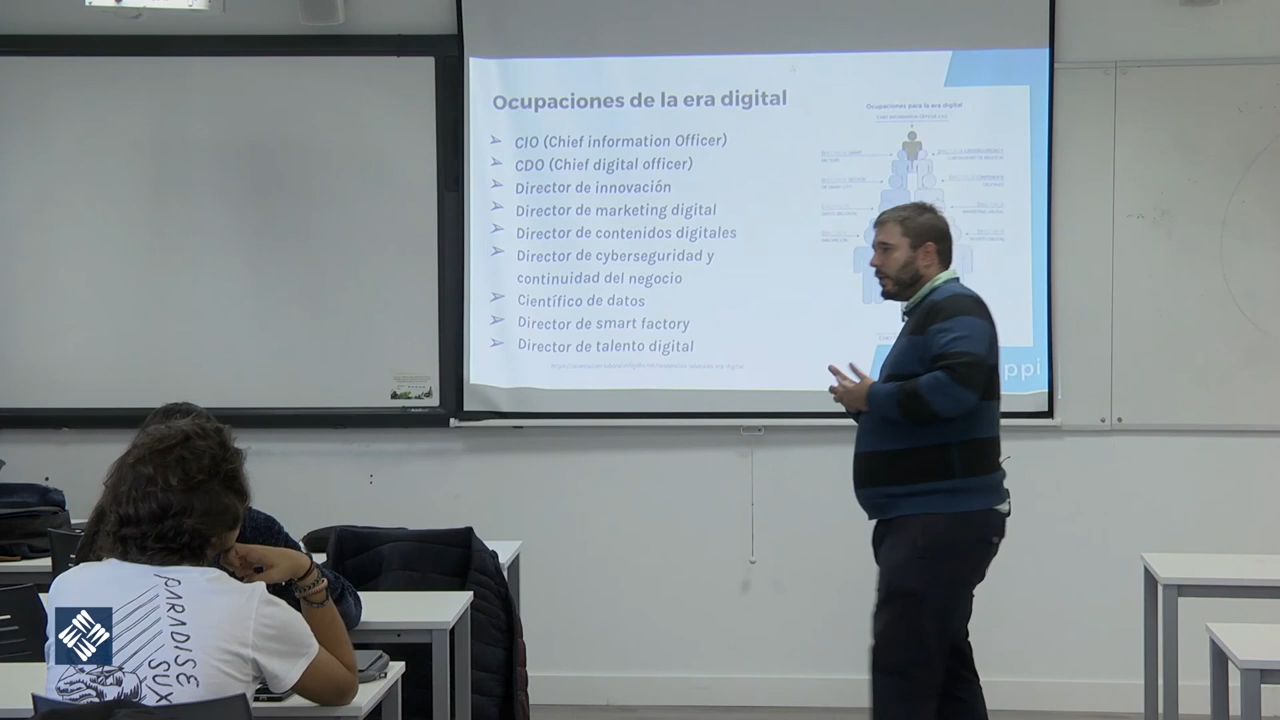 Ocupaciones de la era digital
CIO (Chief information Officer)
CDO (Chief digital officer)
Director de innovación
Director de marketing digital
Director de contenidos digitales
Director de cyberseguridad y
continuidad del negocio
Científico de datos
Director de smart factory
Director de talento digital
Ocupaciones para la era digital
ppi
PARADISE
SUX